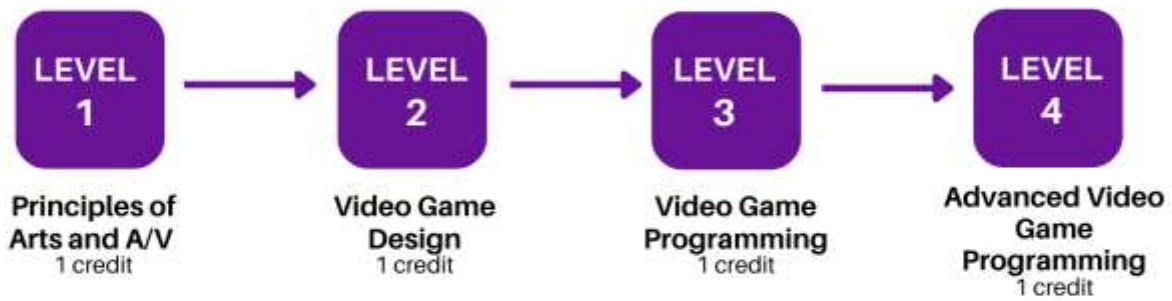 LEVEL
1
LEVEL
2
LEVEL
3
LEVEL
4
Principles of
Arts and A/V
1 credit
Video Game
Design
1 credit
Video Game
Programming
1 credit
Advanced Video
Game
Programming
1 credit